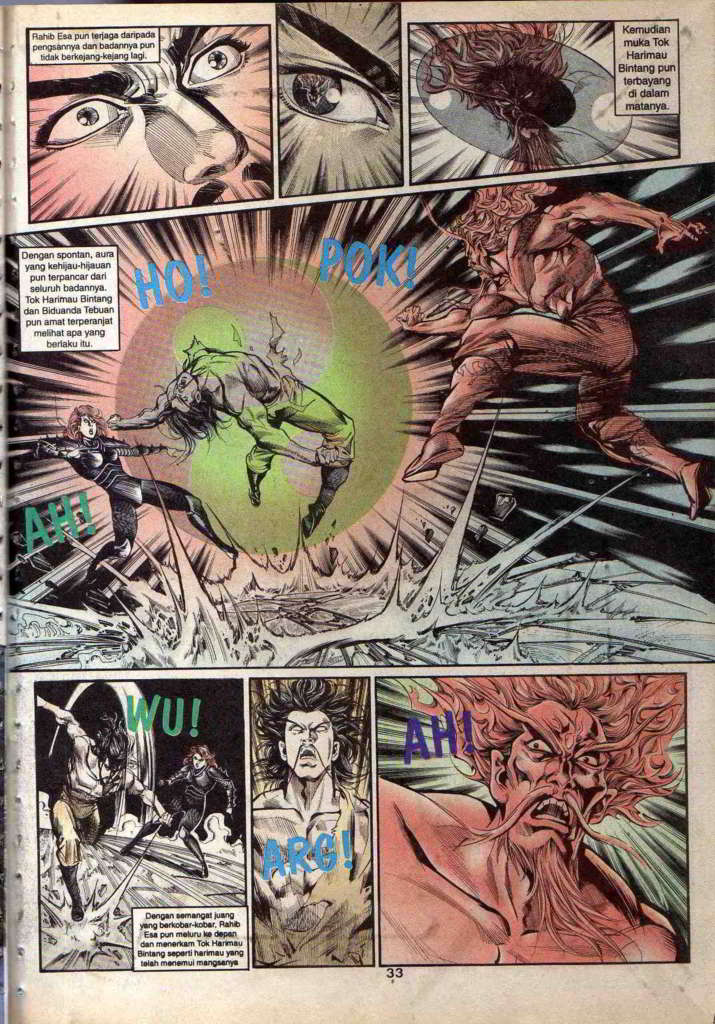 Rahib Esa pun terjaga daripada
pengsannya dan badannya pun
tidak berkejang-kejang lagi.
Kemudian
muka Tok
Harimau
Bintang pun
terbayang
di dalam
matanya.
Dengan spontan, aura
yang kehijau-hijauan
pun terpancar dari
seluruh badannya.
Tok Harimau Bintang
dan Biduanda Tebuan
pun amat terperanjat
melihat apa yang
berlaku itu.
HO!
POK!
AH!
WU!
ARG!
AH!
Dengan semangat juang
yang berkobar-kobar, Rahib
Esa pun meluru ke depan
dan menerkam Tok Harimau
Bintang seperti harimau yang
telah menemui mangsanya
33